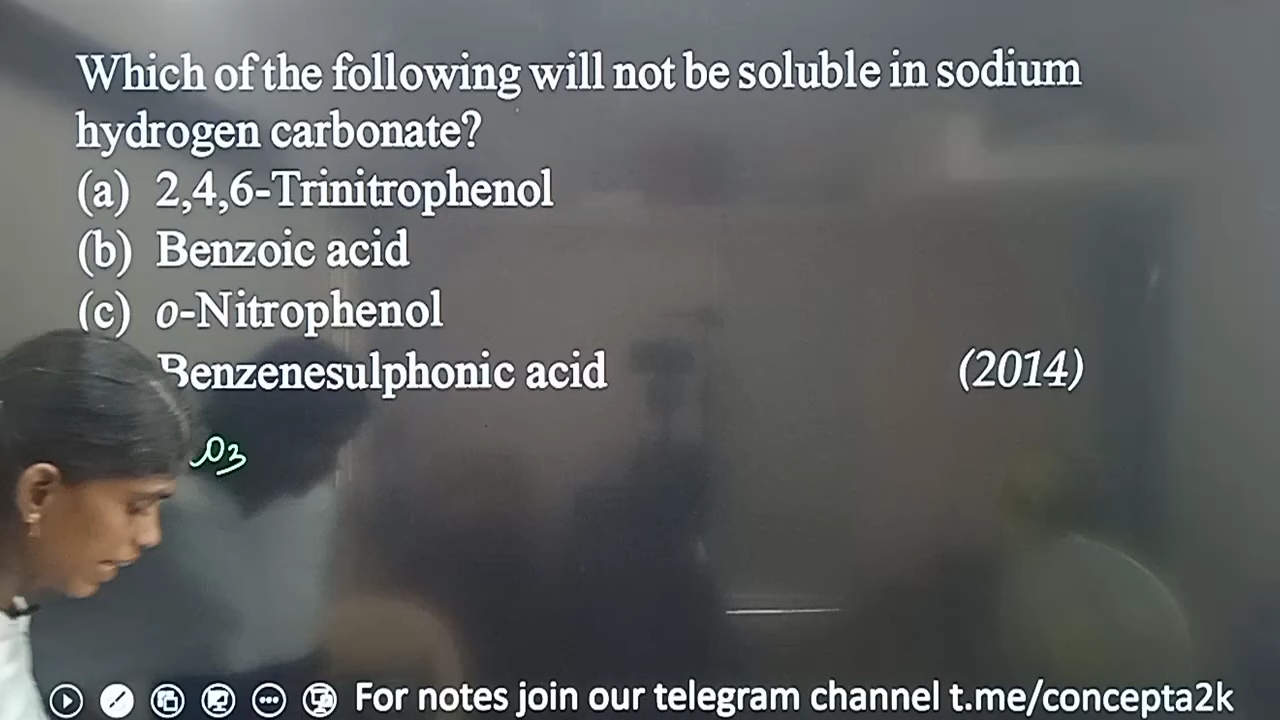 Which of the following will not be soluble in sodium
hydrogen carbonate?
(a) 2,4,6-Trinitrophenol
(b) Benzoic acid
(c) o-Nitrophenol
Benzenesulphonic acid (2014)
O3
For notes join our telegram channel t.me/concepta2k